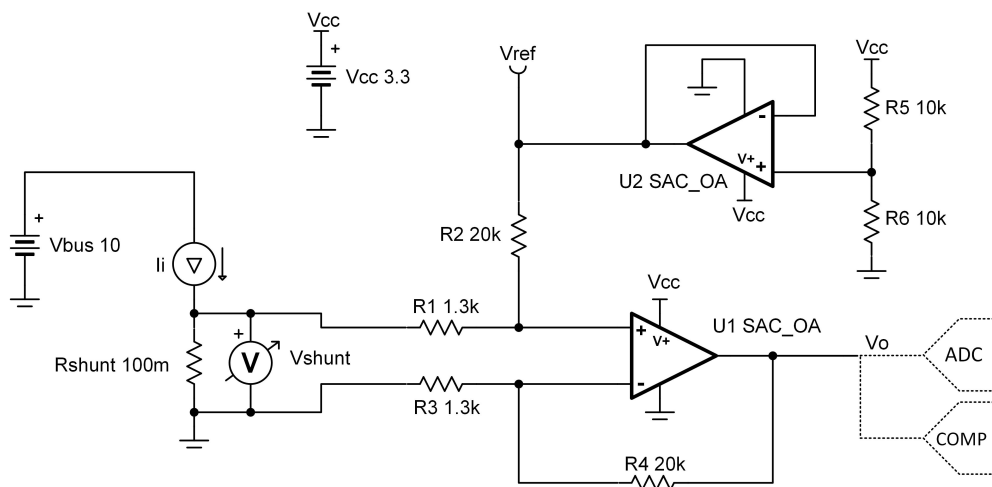 Vcc
+
Vcc 3.3
Vref
Vcc
R5 10k
-
V+
+
U2 SAC_OA
Vcc
R6 10k
R2 20k
+
Vbus 10
Ii
Vcc
R1 1.3k
U1 SAC_OA
+
V+
-
Vo
ADC
COMP
+
V
Vshunt
Rshunt 100m
R3 1.3k
R4 20k